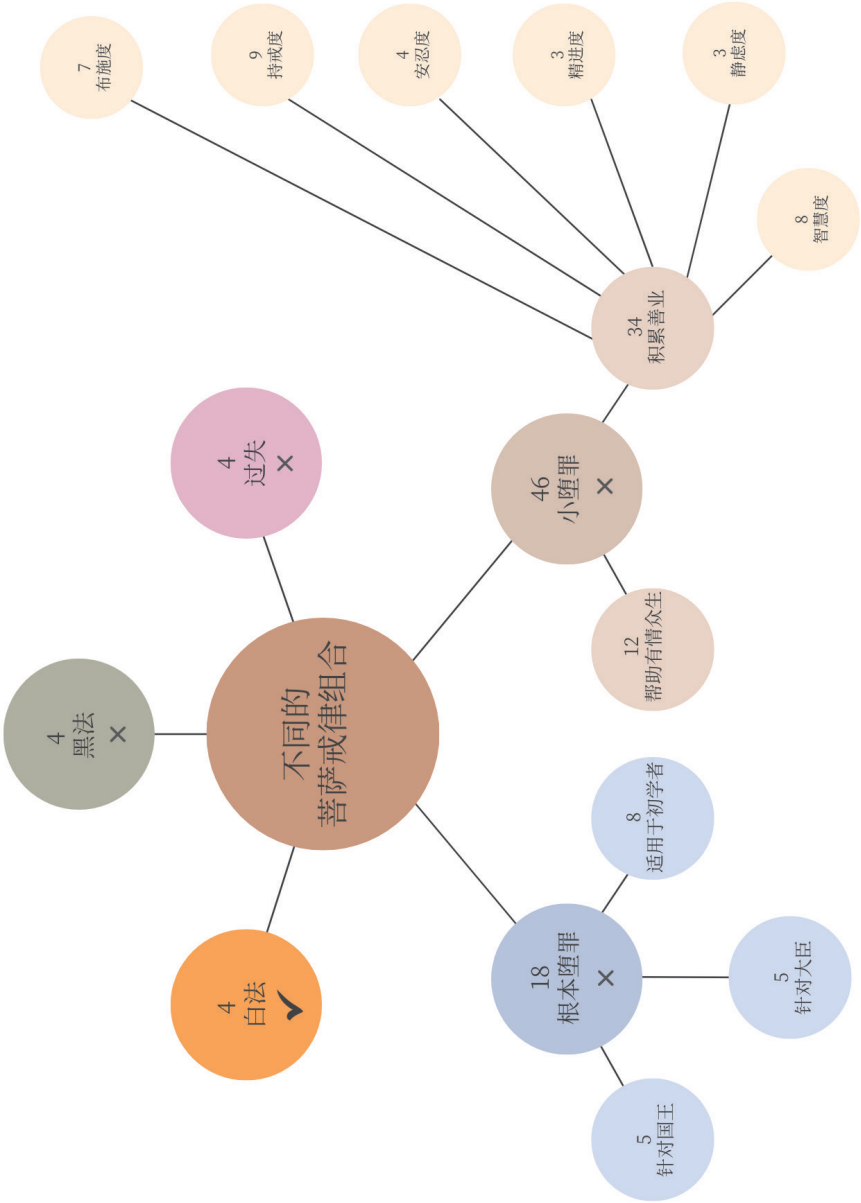 不同的
菩萨戒律组合
4
白法
✓
4
黑法
×
4
过失
×
18
根本堕罪
×
5
针对国王
5
针对大臣
8
适用于初学者
46
小堕罪
×
12
帮助有情众生
34
积累善业
7
布施度
9
持戒度
4
安忍度
3
精进度
3
静虑度
8
智慧度